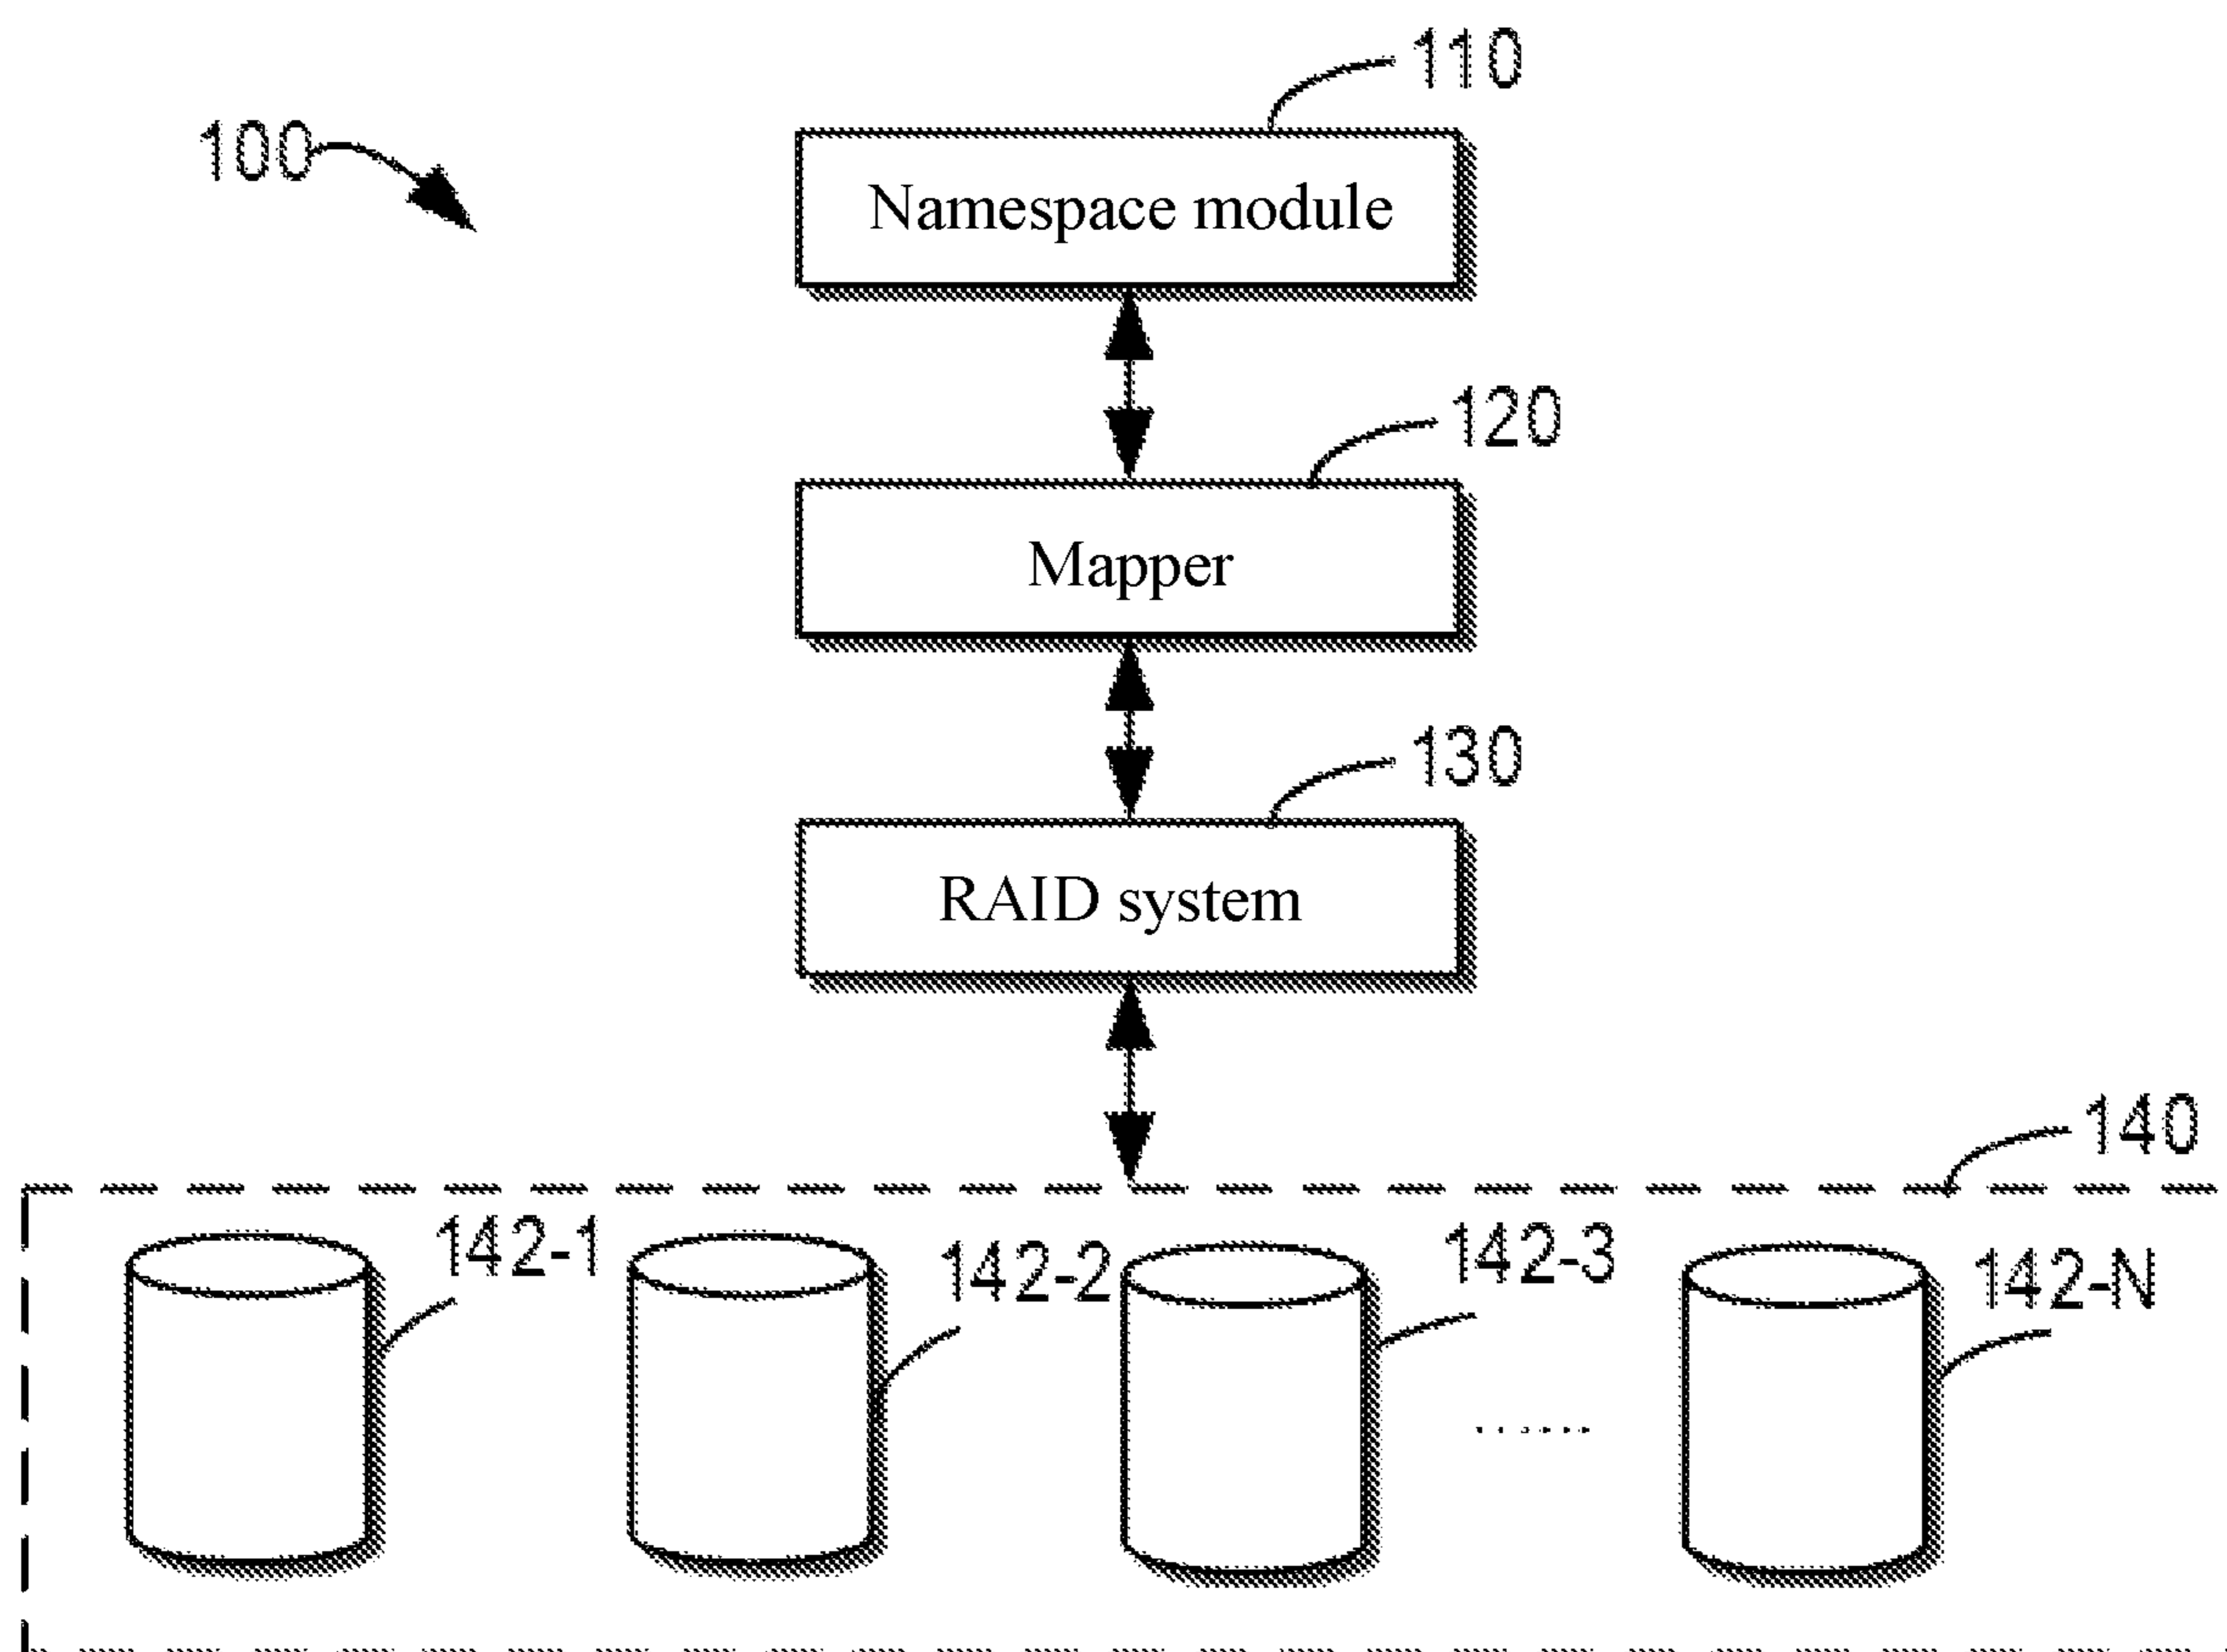 110
100
Namespace module
120
Mapper
130
RAID system
140
142-1
142-2
142-3
142-N
......